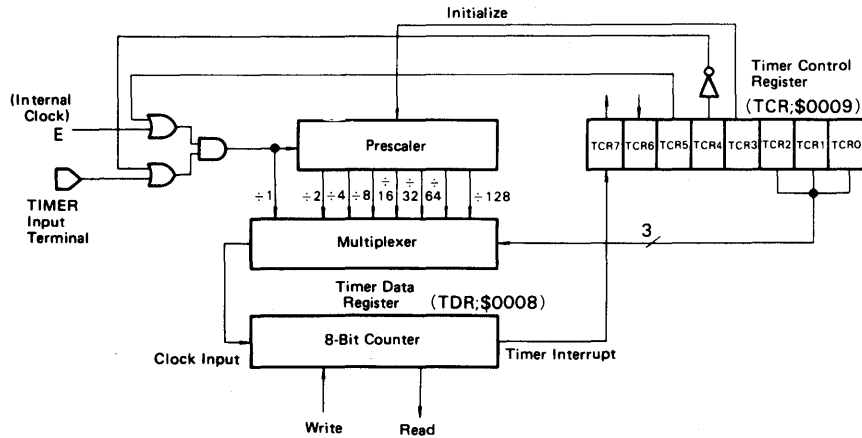 Initialize
Timer Control
Register
(TCR;$0009)
(Internal
Clock)
E
TIMER
Input
Terminal
Prescaler
TCR7 TCR6 TCR5 TCR4 TCR3 TCR2 TCR1 TCR0
÷1 ÷2 ÷4 ÷8 ÷16 ÷32 ÷64 ÷128
Multiplexer
3
Timer Data
Register
(TDR;$0008)
8-Bit Counter
Clock Input
Timer Interrupt
Write
Read